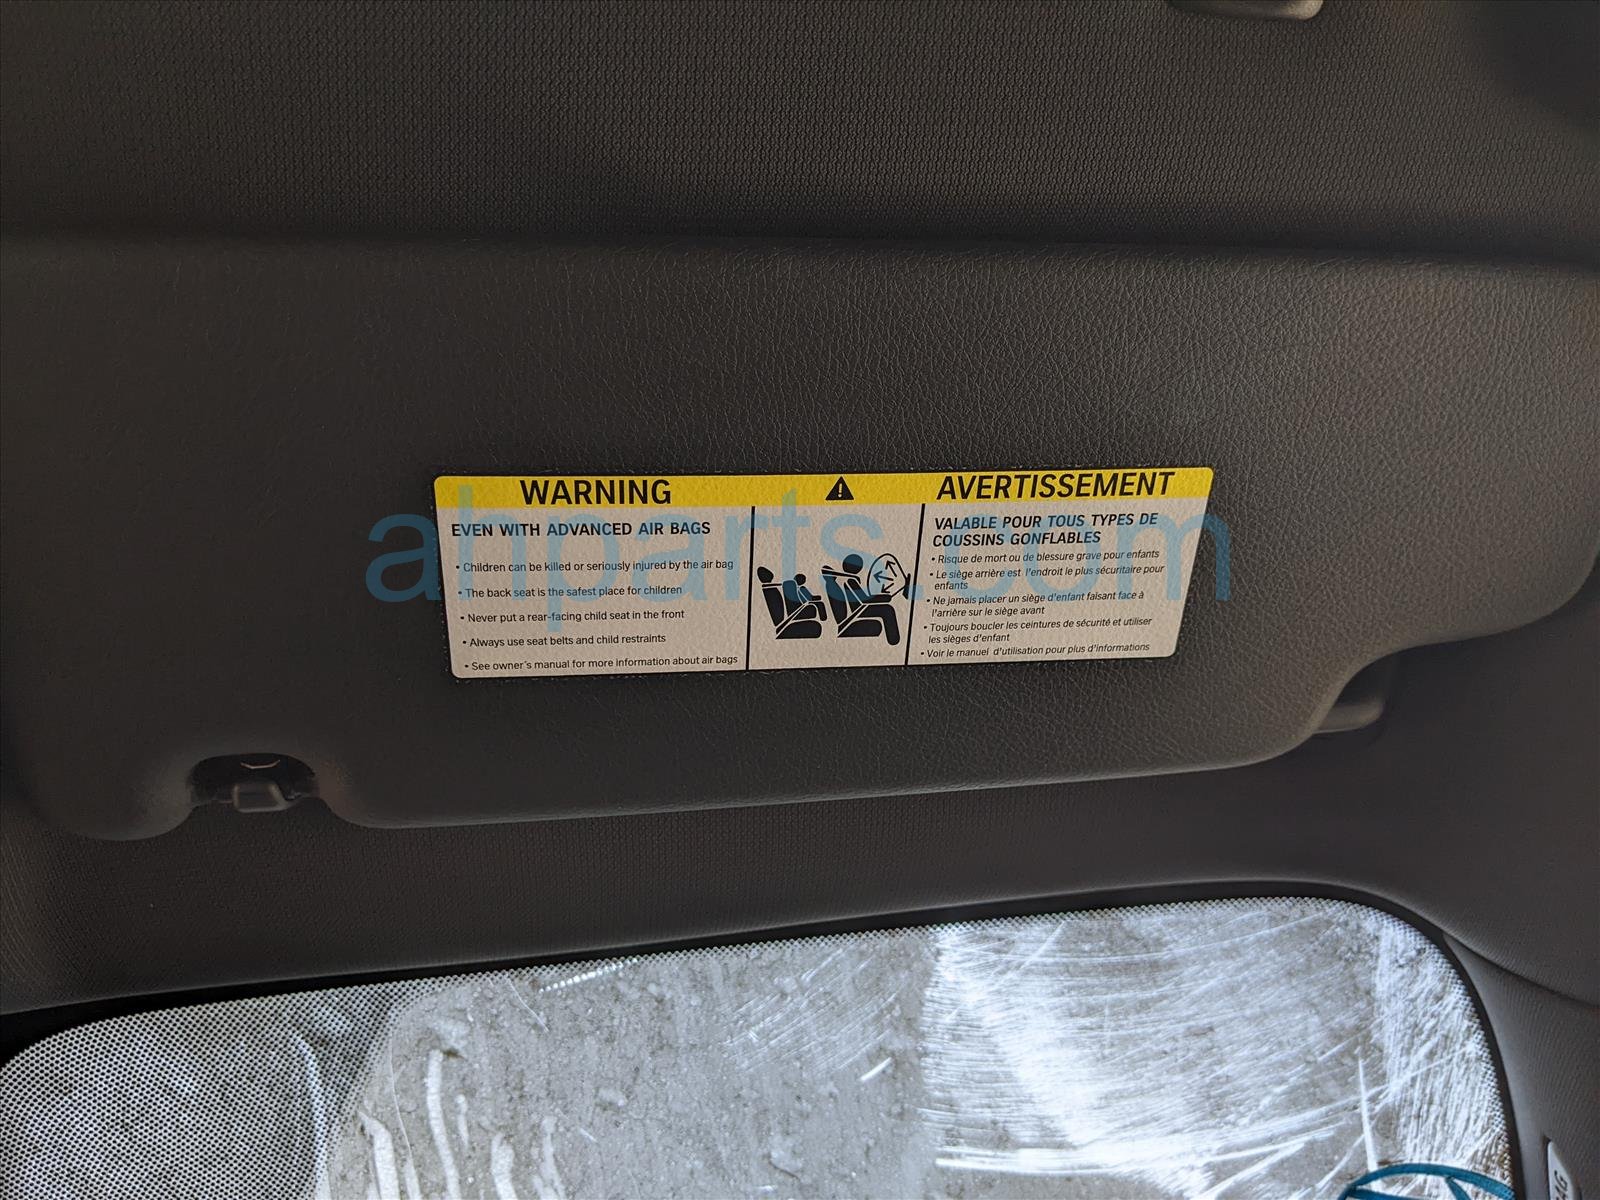 WARNING
EVEN WITH ADVANCED AIR BAGS
• Children can be killed or seriously injured by the air bag
• The back seat is the safest place for children
• Never put a rear-facing child seat in the front
• Always use seat belts and child restraints
• See owner's manual for more information about air bags
AVERTISSEMENT
VALABLE POUR TOUS TYPES DE
COUSSINS GONFLABLES
• Risque de mort ou de blessure grave pour enfants
• Le siège arrière est l'endroit le plus sécuritaire pour
enfants
• Ne jamais placer un siège d'enfant faisant face à
l'arrière sur le siège avant
• Toujours boucler les ceintures de sécurité et utiliser
les sièges d'enfant
• Voir le manuel d'utilisation pour plus d'informations
ahparts.com